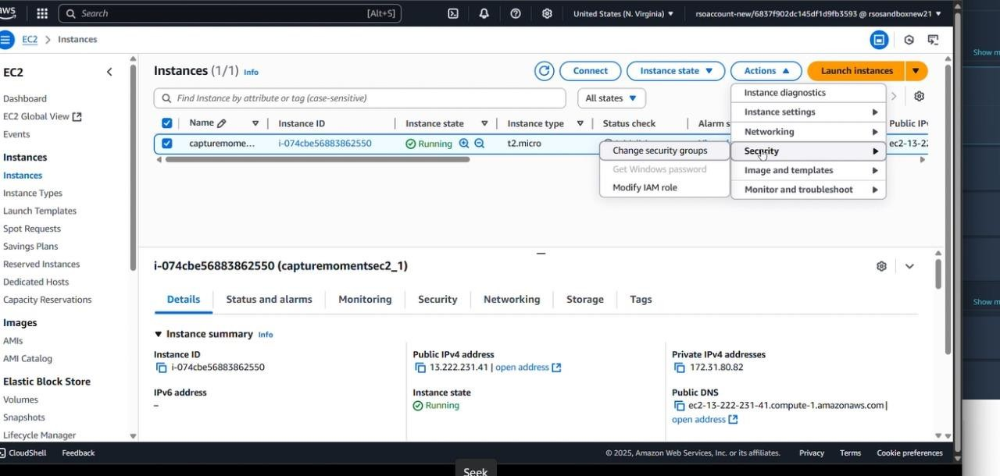 aws
Search [Alt+S]
United States (N. Virginia) ▼
rsoaccount-new/6837f902dc145df1d9fb3593 @ rsosandboxnew21 ▼
EC2 > Instances
Show m
EC2
Dashboard
EC2 Global View
Events
Instances
Instances
Instance Types
Launch Templates
Spot Requests
Savings Plans
Reserved Instances
Dedicated Hosts
Capacity Reservations
Images
AMIs
AMI Catalog
Elastic Block Store
Volumes
Snapshots
Lifecycle Manager
Instances (1/1) Info
Connect
Instance state ▼
Actions ▲
Launch instances ▼
Find Instance by attribute or tag (case-sensitive)
All states ▼
Instance diagnostics
Instance settings
Networking
Security
Image and templates
Monitor and troubleshoot
Change security groups
Get Windows password
Modify IAM role
Name
Instance ID
Instance state
Instance type
Status check
Alarm s
Public IPv
capturemome...
i-074cbe56883862550
Running
t2.micro
ec2-13-22
i-074cbe56883862550 (capturemomentsec2_1)
Details
Status and alarms
Monitoring
Security
Networking
Storage
Tags
▼ Instance summary Info
Instance ID
i-074cbe56883862550
Public IPv4 address
13.222.231.41 | open address
Private IPv4 addresses
172.31.80.82
IPv6 address
–
Instance state
Running
Public DNS
ec2-13-222-231-41.compute-1.amazonaws.com |
open address
Show m
CloudShell
Feedback
© 2025, Amazon Web Services, Inc. or its affiliates.
Privacy
Terms
Cookie preferences
Seek